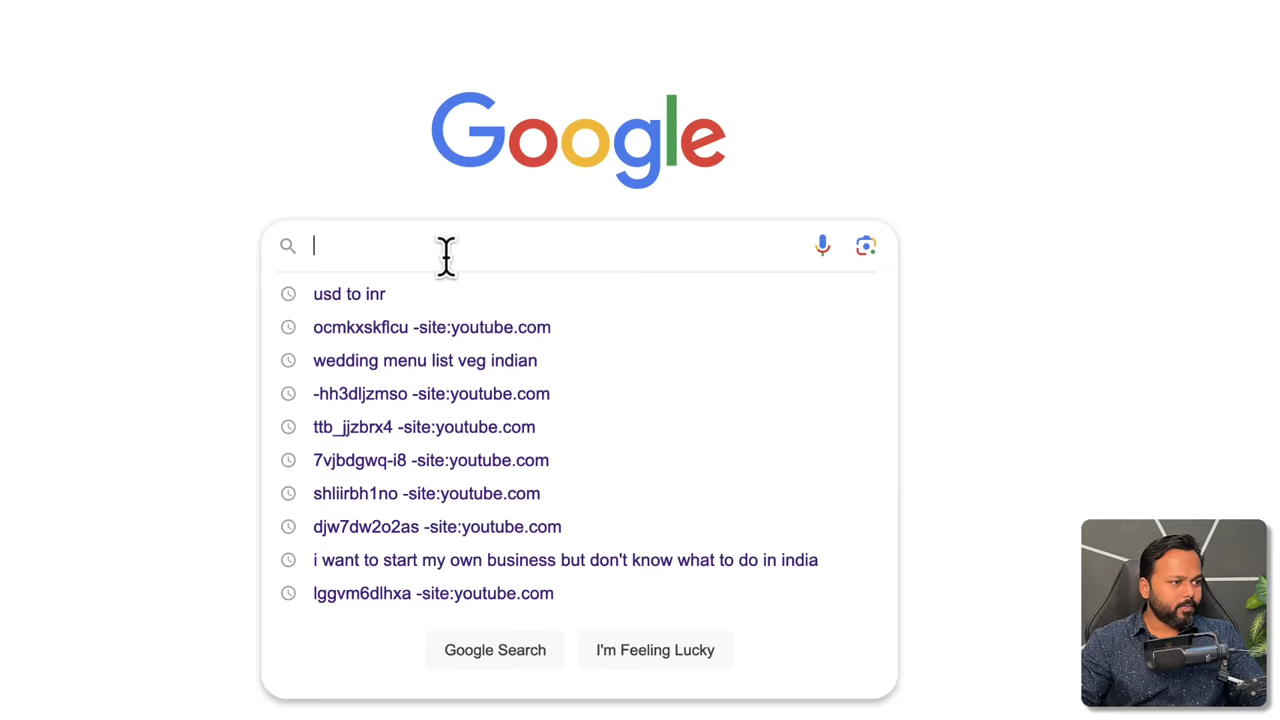 Google
usd to inr
ocmkxskflcu -site:youtube.com
wedding menu list veg indian
-hh3dljzmso -site:youtube.com
ttb_jjzbrx4 -site:youtube.com
7vjbdgwq-i8 -site:youtube.com
shliirbh1no -site:youtube.com
djw7dw2o2as -site:youtube.com
i want to start my own business but don't know what to do in india
lggvm6dlhxa -site:youtube.com
Google Search I'm Feeling Lucky